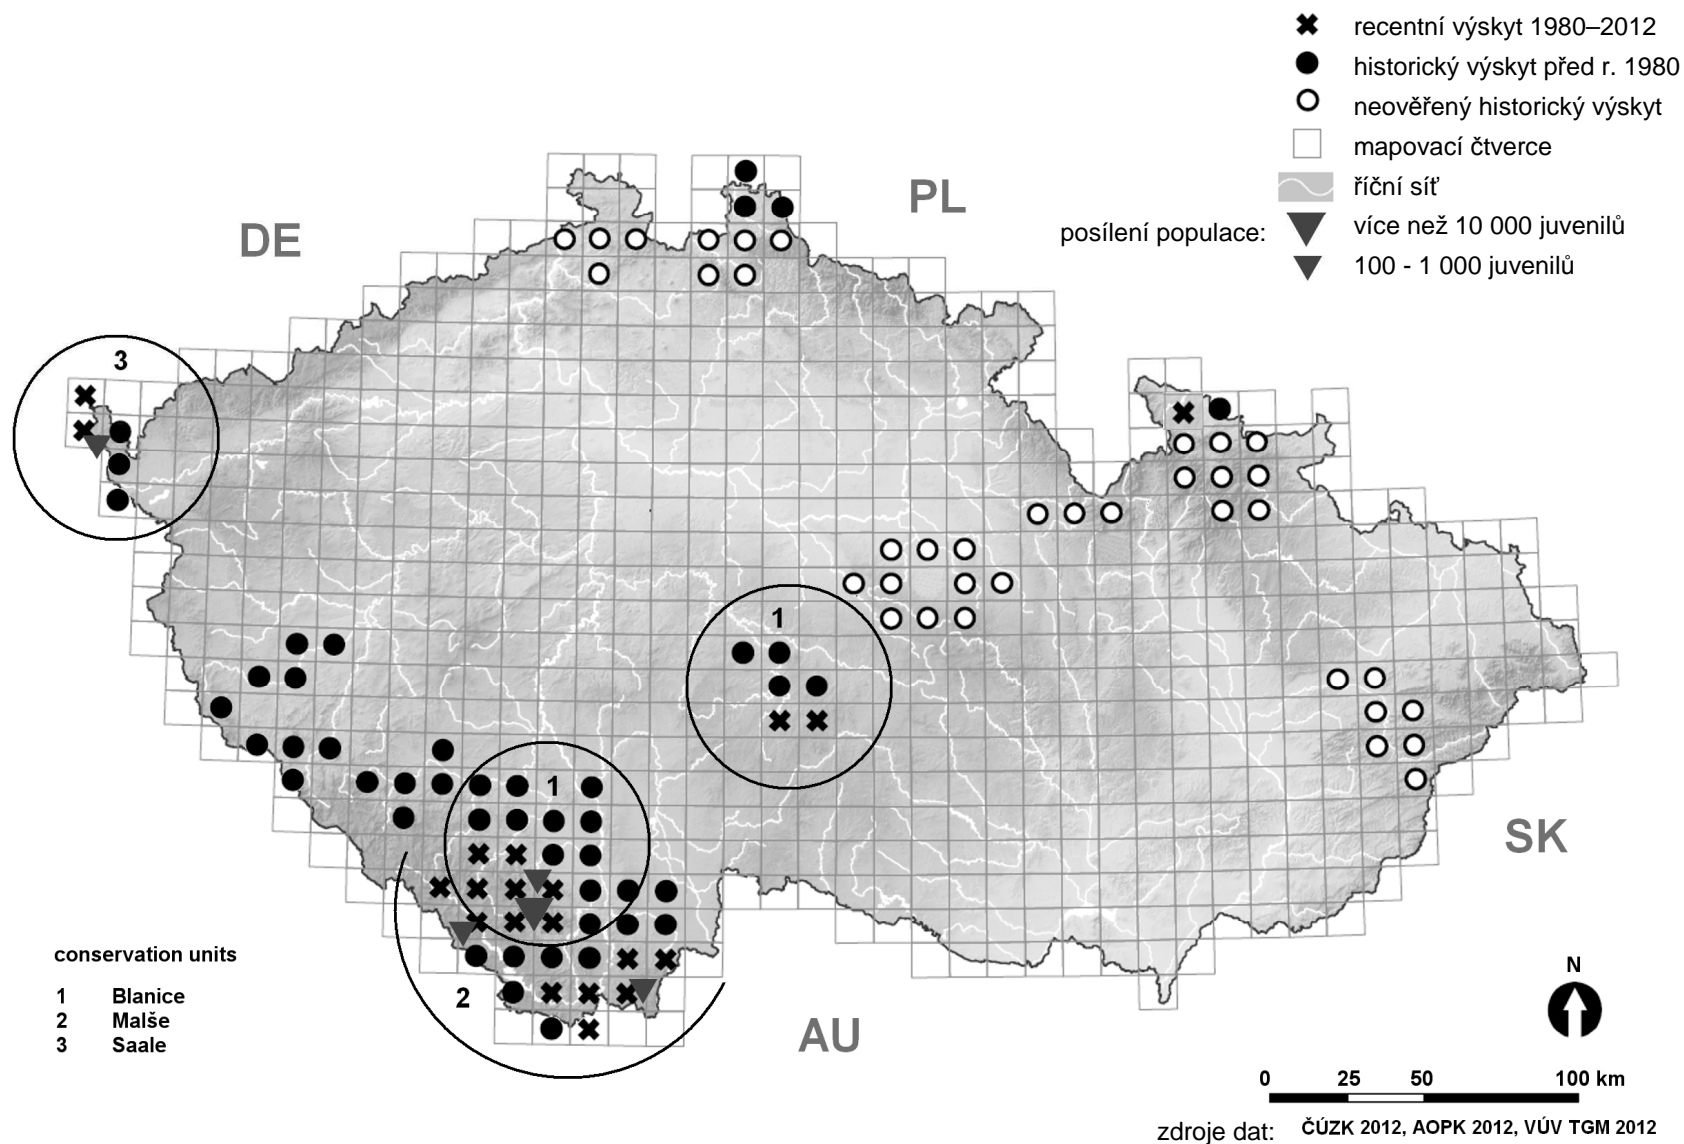 recentní výskyt 1980–2012
historický výskyt před r. 1980
neověřený historický výskyt
mapovací čtverce
říční síť
posílení populace:
více než 10 000 juvenilů
100 - 1 000 juvenilů
DE
PL
3
1
1
2
SK
AU
conservation units
1 Blanice
2 Malše
3 Saale
N
0 25 50 100 km
zdroje dat: ČÚZK 2012, AOPK 2012, VÚV TGM 2012